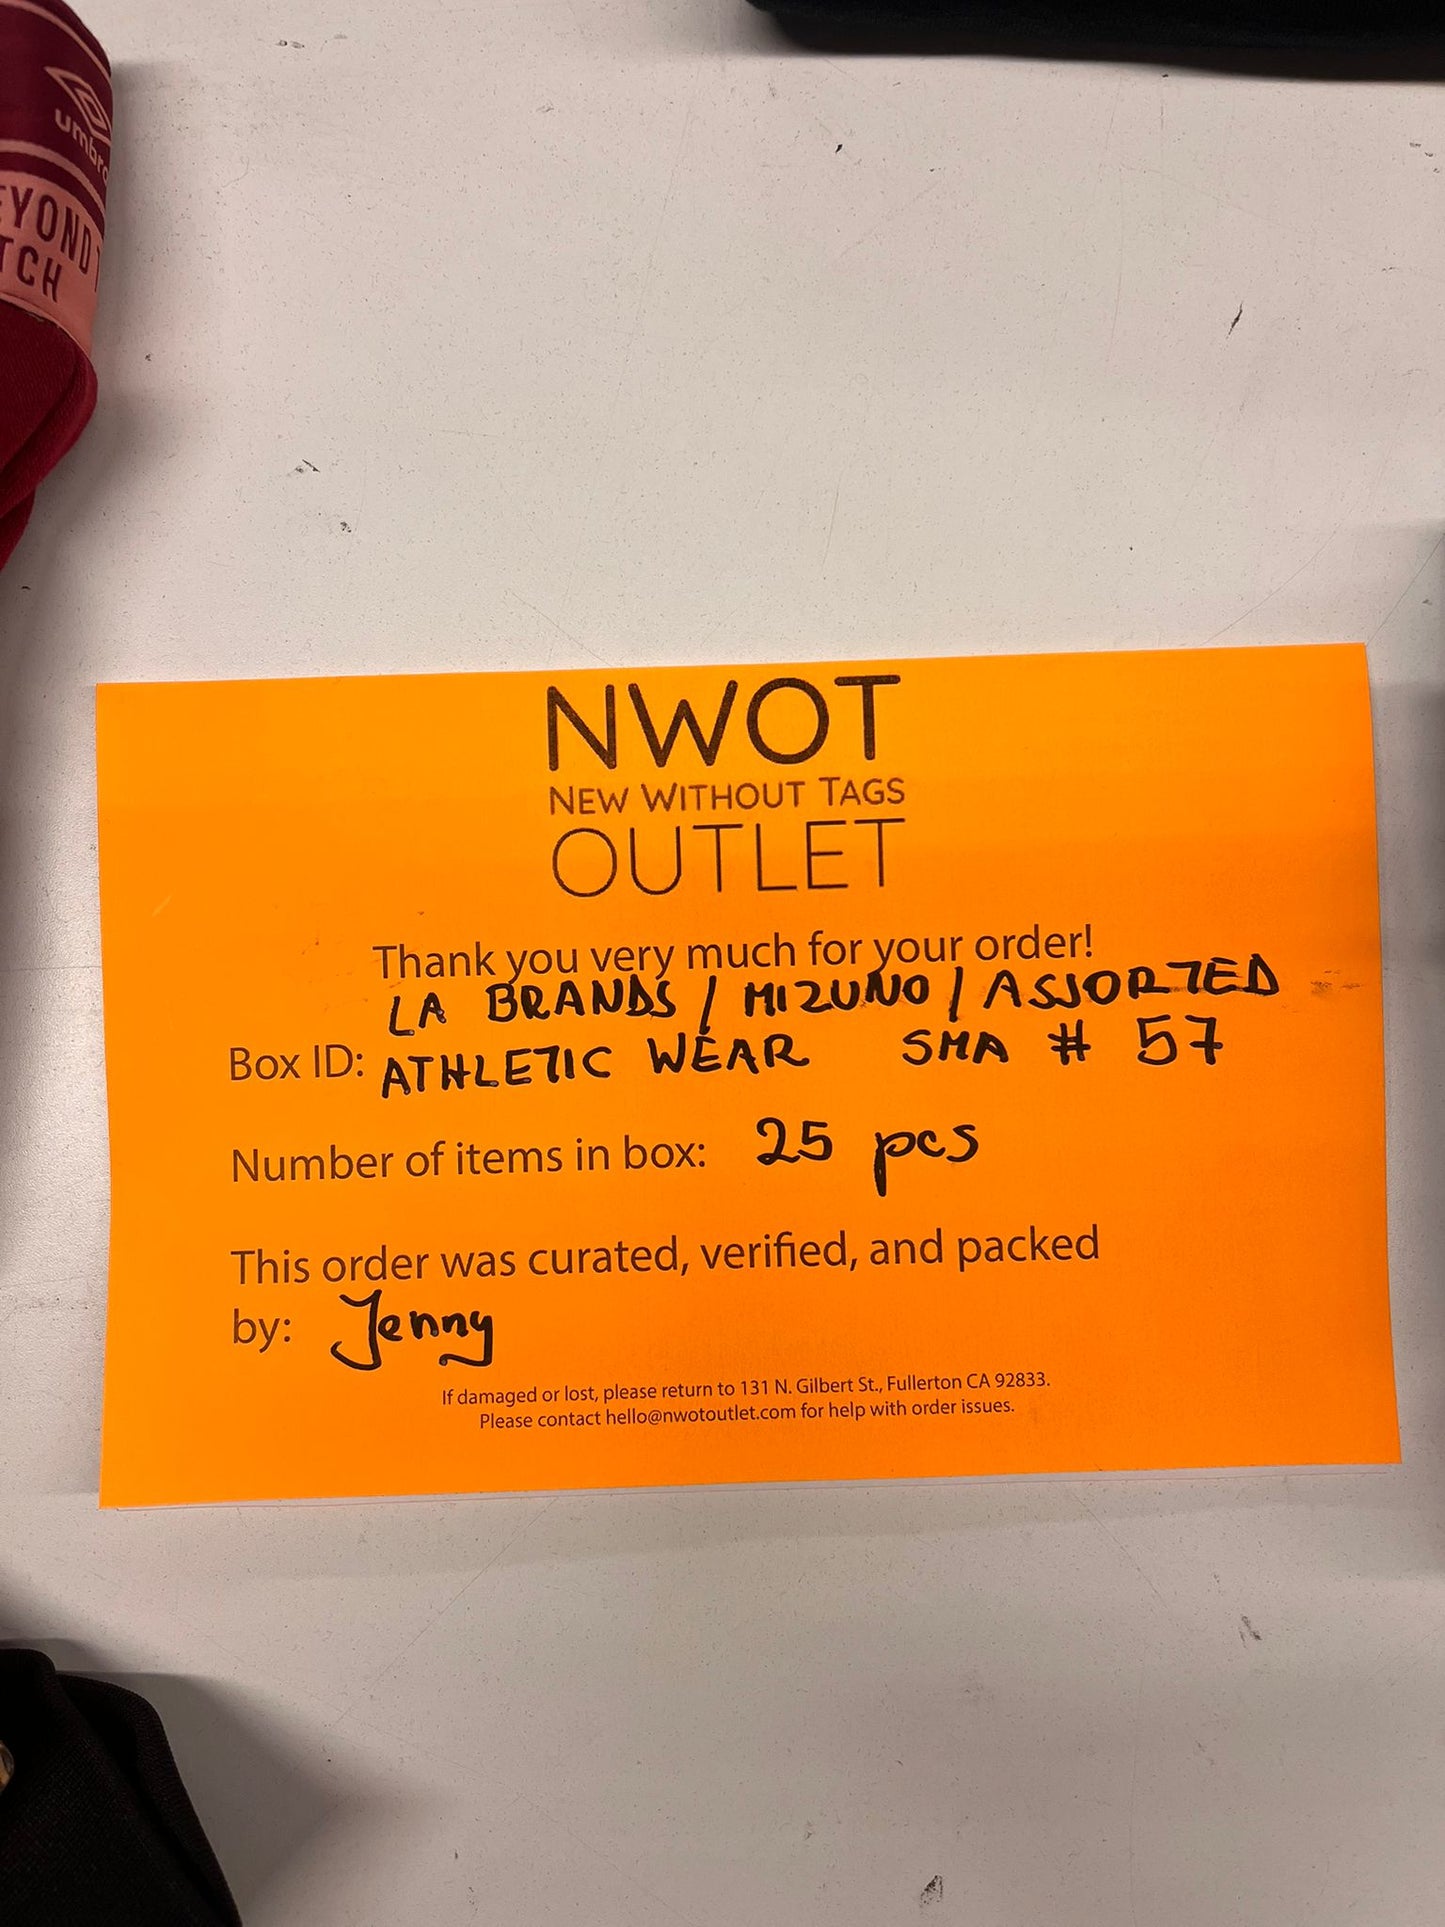 umbro
EYOND T
TCH
NWOT
NEW WITHOUT TAGS
OUTLET
Thank you very much for your order!
LA BRANDS / MIZUNO / ASSORTED
Box ID: ATHLETIC WEAR SMA # 57
Number of items in box: 25 pcs
This order was curated, verified, and packed
by: Jenny
If damaged or lost, please return to 131 N. Gilbert St., Fullerton CA 92833.
Please contact hello@nwotoutlet.com for help with order issues.